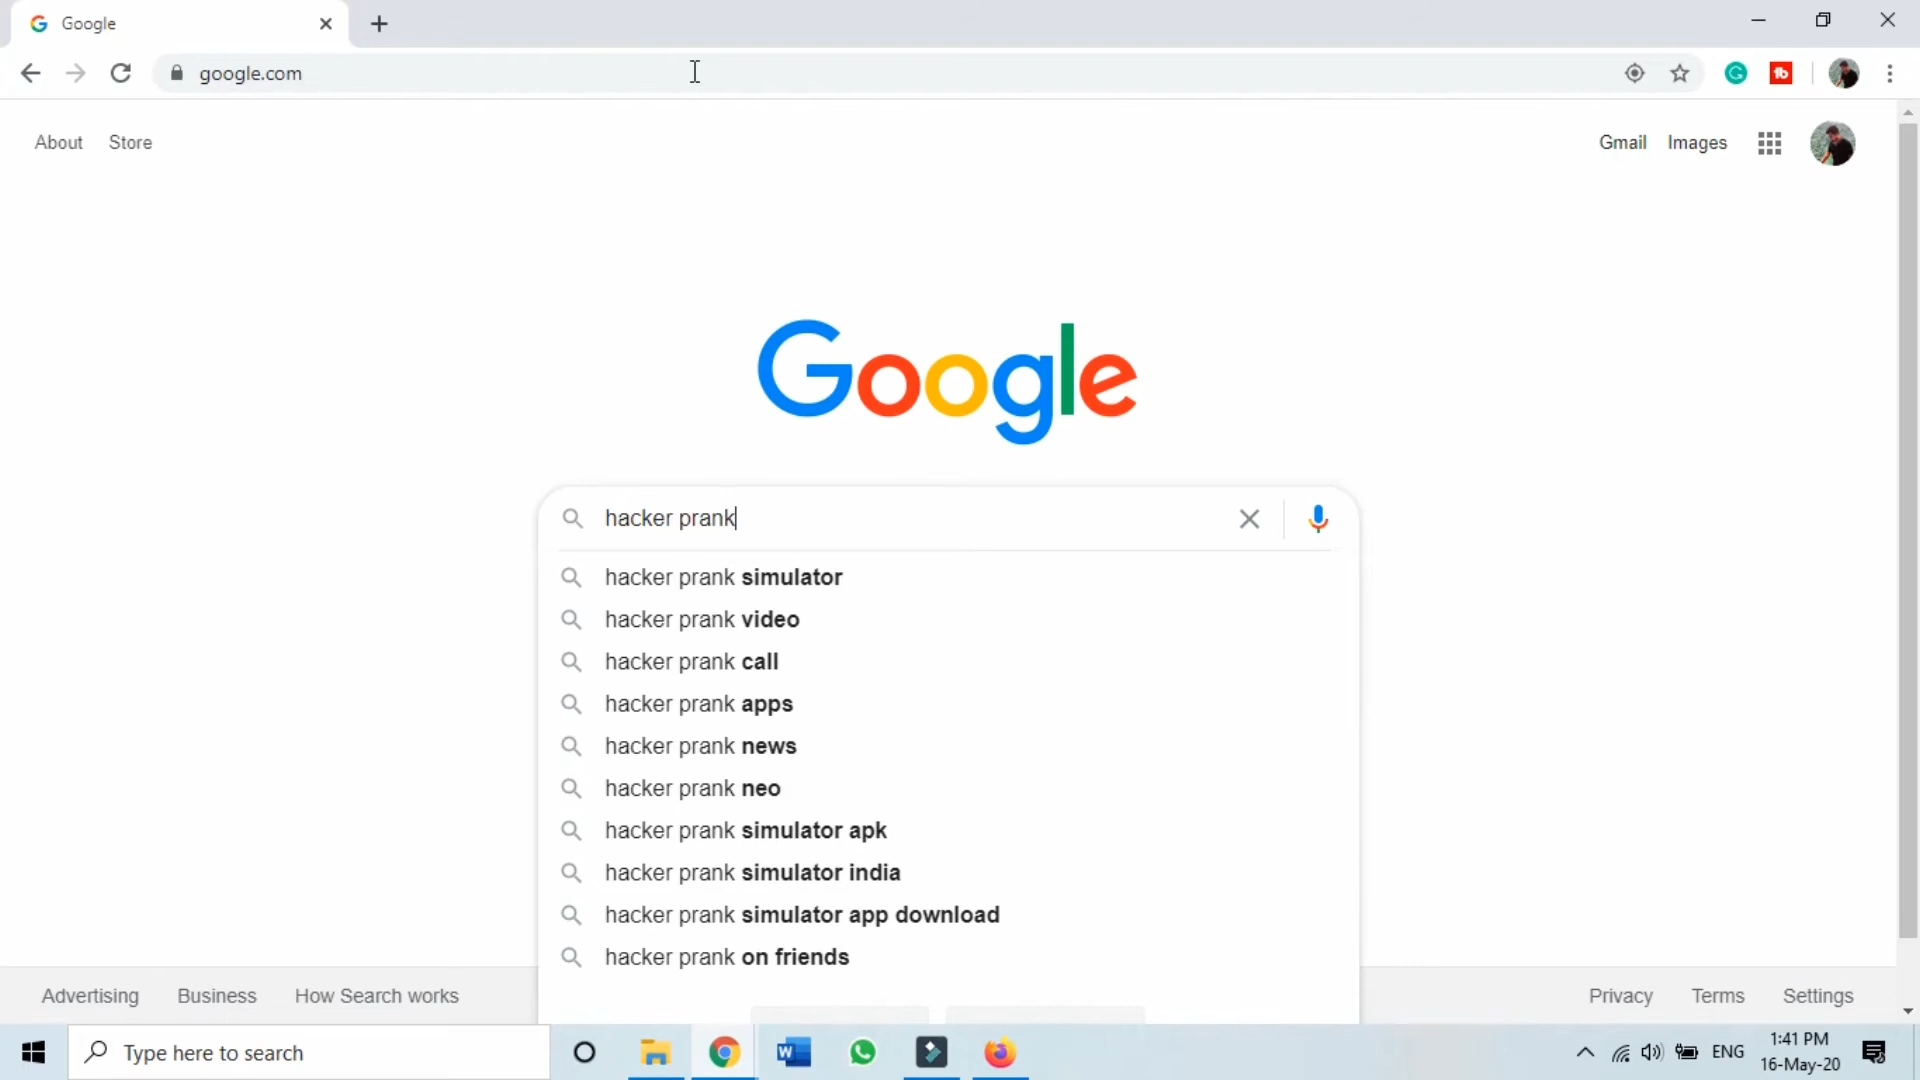 Google
google.com
About Store
Gmail Images
Google
hacker prank
hacker prank simulator
hacker prank video
hacker prank call
hacker prank apps
hacker prank news
hacker prank neo
hacker prank simulator apk
hacker prank simulator india
hacker prank simulator app download
hacker prank on friends
Advertising Business How Search works
Privacy Terms Settings
Type here to search
ENG
1:41 PM
16-May-20